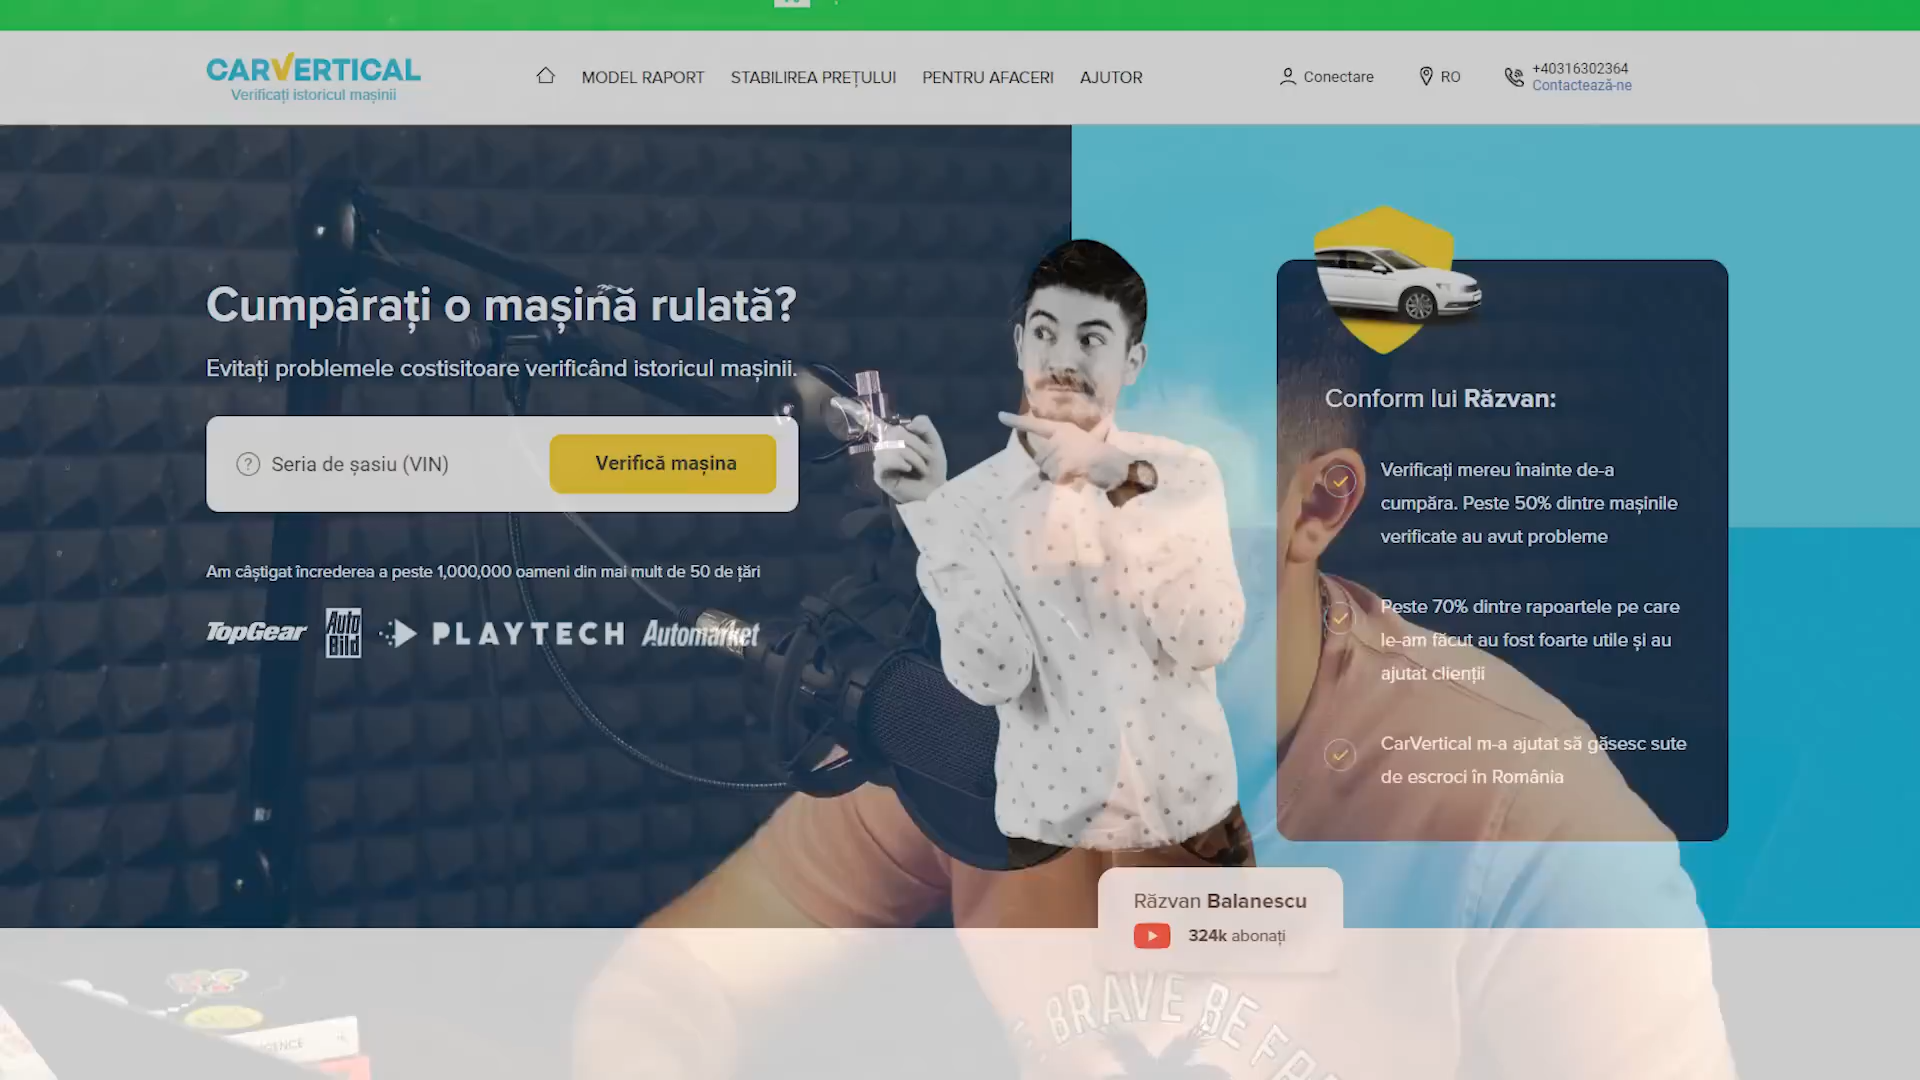 CARVERTICAL
Verificați istoricul mașinii
MODEL RAPORT
STABILIREA PREȚULUI
PENTRU AFACERI
AJUTOR
Conectare
RO
+40316302364
Contactează-ne
Cumpărați o mașină rulată?
Evitați problemele costisitoare verificând istoricul mașinii.
? Seria de șasiu (VIN)
Verifică mașina
Am câștigat încrederea a peste 1,000,000 oameni din mai mult de 50 de țări
TopGear
Auto Bild
PLAYTECH
Automarket
Conform lui Răzvan:
Verificați mereu înainte de-a
cumpăra. Peste 50% dintre mașinile
verificate au avut probleme
Peste 70% dintre rapoartele pe care
le-am făcut au fost foarte utile și au
ajutat clienții
CarVertical m-a ajutat să găsesc sute
de escroci în România
Răzvan Balanescu
324k abonați
BRAVE BE